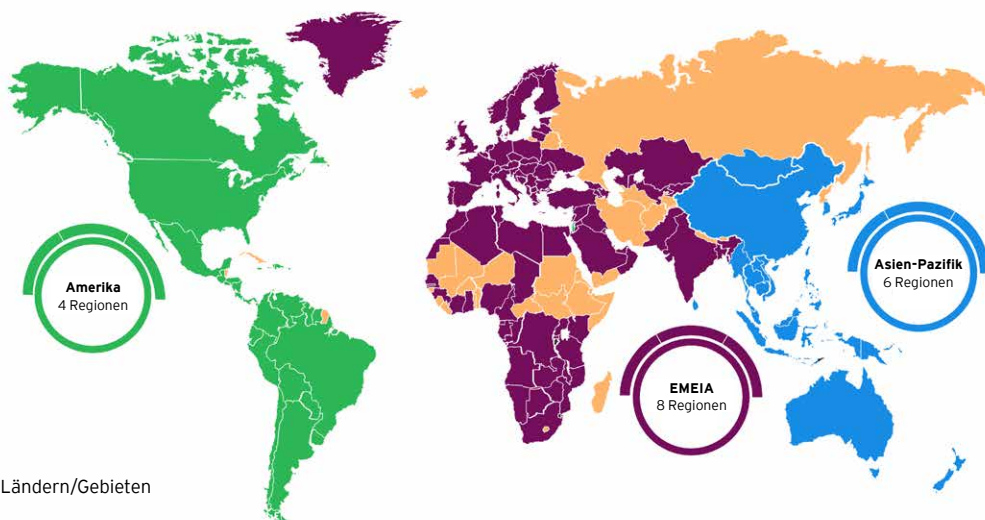 Amerika
4 Regionen
Asien-Pazifik
6 Regionen
EMEIA
8 Regionen
Ländern/Gebieten